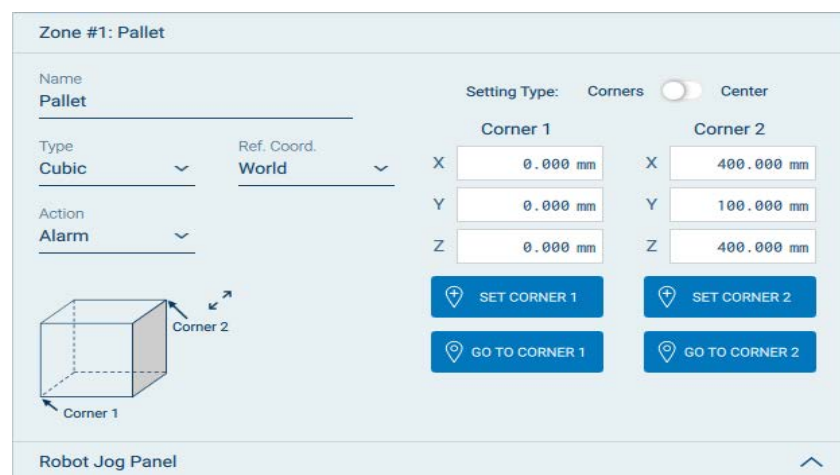 Zone #1: Pallet
Name
Pallet
Setting Type: Corners Center
Corner 1 Corner 2
Type Ref. Coord.
Cubic World
X 0.000 mm X 400.000 mm
Y 0.000 mm Y 100.000 mm
Action
Alarm
Z 0.000 mm Z 400.000 mm
SET CORNER 1 SET CORNER 2
Corner 2
GO TO CORNER 1 GO TO CORNER 2
Corner 1
Robot Jog Panel